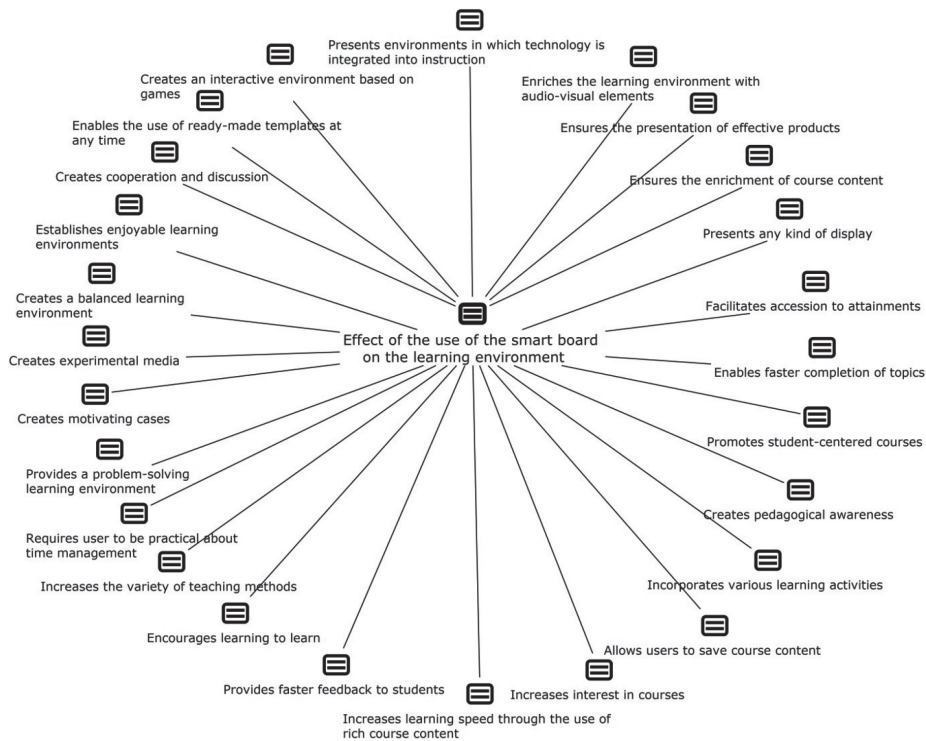 Presents environments in which technology is
integrated into instruction
Creates an interactive environment based on
games
Enriches the learning environment with
audio-visual elements
Enables the use of ready-made templates at
any time
Ensures the presentation of effective products
Creates cooperation and discussion
Ensures the enrichment of course content
Establishes enjoyable learning
environments
Presents any kind of display
Creates a balanced learning
environment
Facilitates accession to attainments
Effect of the use of the smart board
on the learning environment
Creates experimental media
Enables faster completion of topics
Creates motivating cases
Promotes student-centered courses
Provides a problem-solving
learning environment
Creates pedagogical awareness
Requires user to be practical about
time management
Increases the variety of teaching methods
Incorporates various learning activities
Encourages learning to learn
Allows users to save course content
Provides faster feedback to students
Increases interest in courses
Increases learning speed through the use of
rich course content